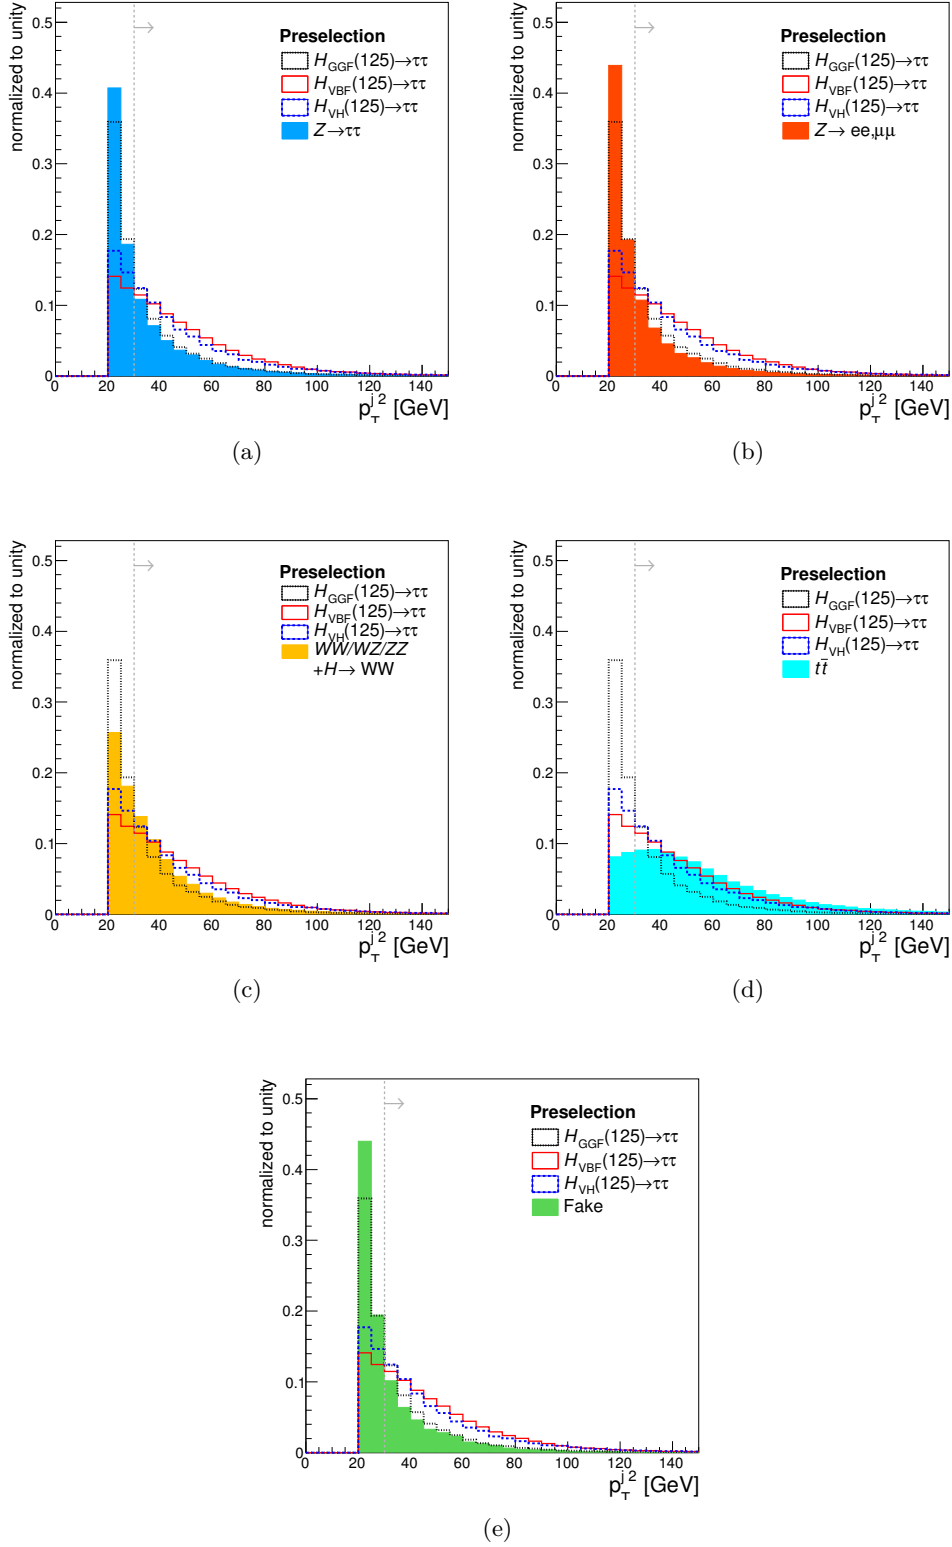 normalized to unity
0.5
0.4
0.3
0.2
0.1
0
Preselection
H_GGF(125)→ττ
H_VBF(125)→ττ
H_VH(125)→ττ
Z→ττ
0 20 40 60 80 100 120 140
p_T^j2 [GeV]
(a)
normalized to unity
0.5
0.4
0.3
0.2
0.1
0
Preselection
H_GGF(125)→ττ
H_VBF(125)→ττ
H_VH(125)→ττ
Z→ ee,μμ
0 20 40 60 80 100 120 140
p_T^j2 [GeV]
(b)
normalized to unity
0.5
0.4
0.3
0.2
0.1
0
Preselection
H_GGF(125)→ττ
H_VBF(125)→ττ
H_VH(125)→ττ
WW/WZ/ZZ
+H→ WW
0 20 40 60 80 100 120 140
p_T^j2 [GeV]
(c)
normalized to unity
0.5
0.4
0.3
0.2
0.1
0
Preselection
H_GGF(125)→ττ
H_VBF(125)→ττ
H_VH(125)→ττ
tt̄
0 20 40 60 80 100 120 140
p_T^j2 [GeV]
(d)
normalized to unity
0.5
0.4
0.3
0.2
0.1
0
Preselection
H_GGF(125)→ττ
H_VBF(125)→ττ
H_VH(125)→ττ
Fake
0 20 40 60 80 100 120 140
p_T^j2 [GeV]
(e)